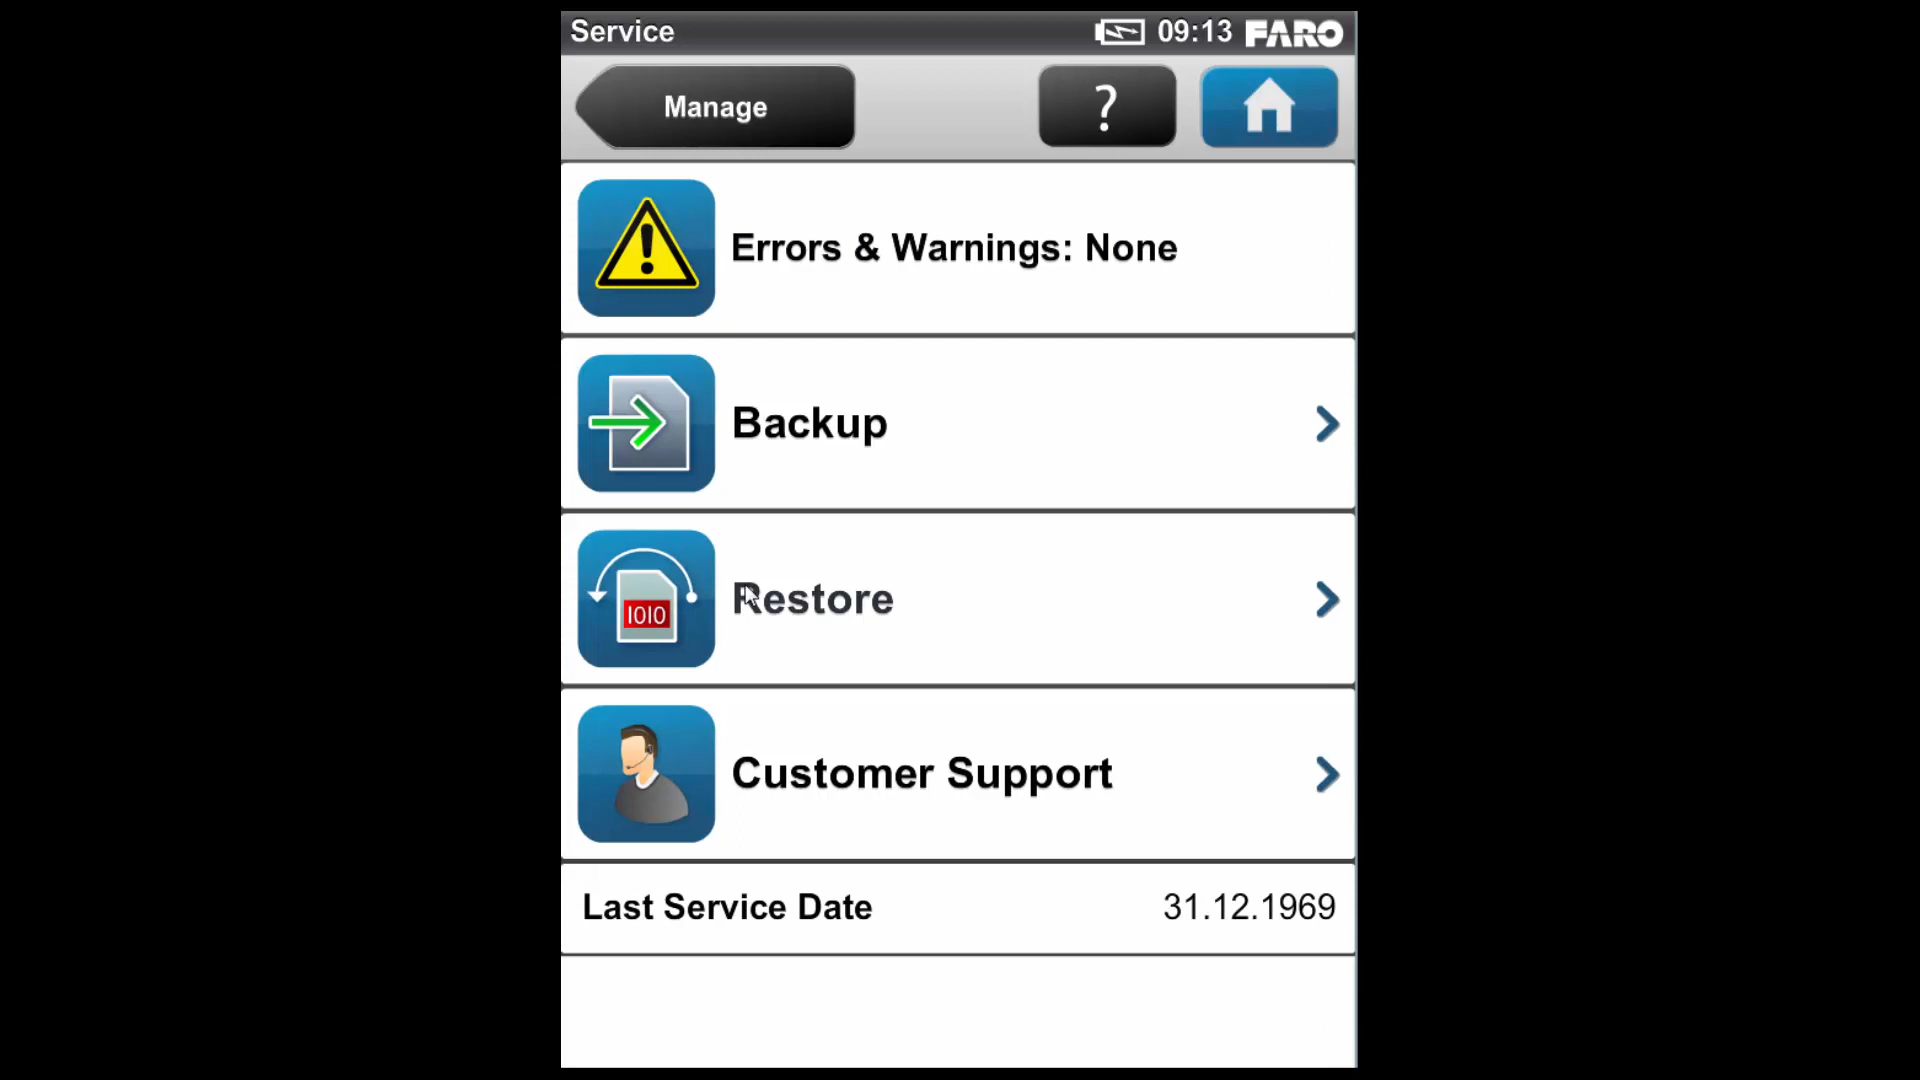 Service 09:13 FARO
Manage ?
Errors & Warnings: None
Backup
Restore
IOIO
Customer Support
Last Service Date 31.12.1969